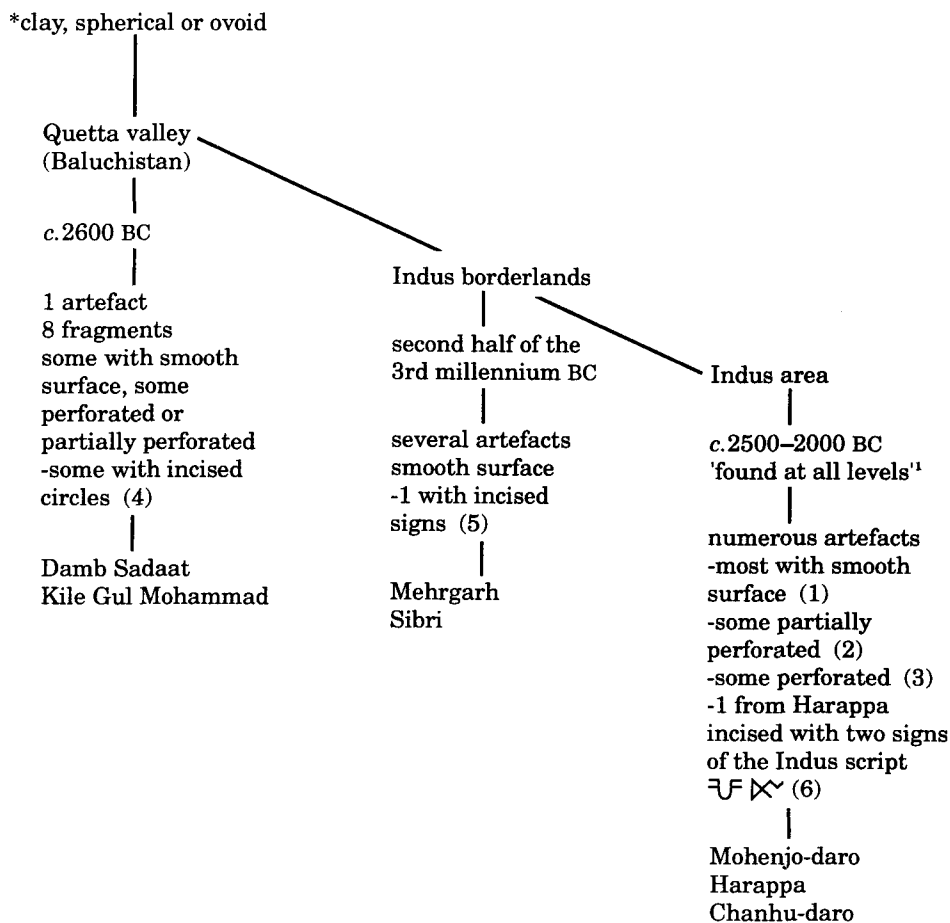 *clay, spherical or ovoid
Quetta valley
(Baluchistan)
c.2600 BC
1 artefact
8 fragments
some with smooth
surface, some
perforated or
partially perforated
-some with incised
circles (4)
Damb Sadaat
Kile Gul Mohammad
Indus borderlands
second half of the
3rd millennium BC
several artefacts
smooth surface
-1 with incised
signs (5)
Mehrgarh
Sibri
Indus area
c.2500–2000 BC
'found at all levels'¹
numerous artefacts
-most with smooth
surface (1)
-some partially
perforated (2)
-some perforated (3)
-1 from Harappa
incised with two signs
of the Indus script
(6)
Mohenjo-daro
Harappa
Chanhu-daro